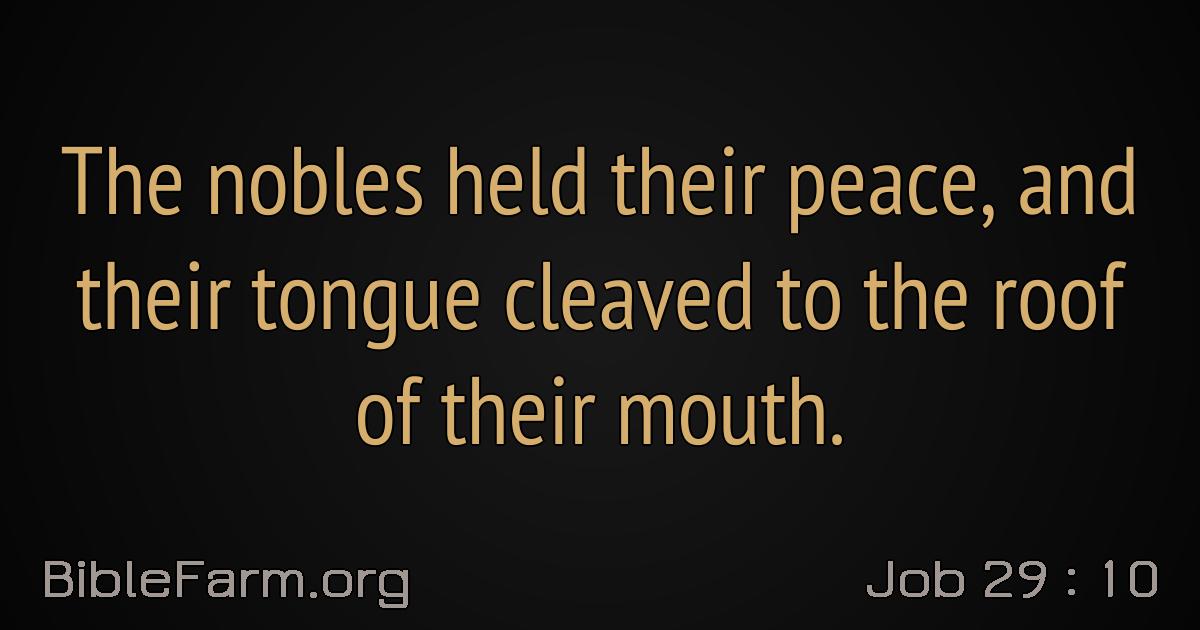 The nobles held their peace, and
their tongue cleaved to the roof
of their mouth.
BibleFarm.org
Job 29 : 10